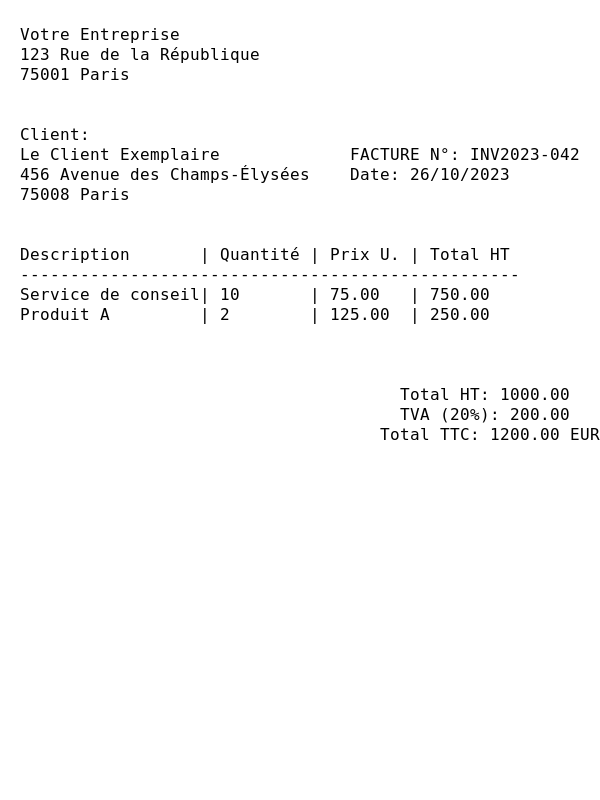 Votre Entreprise
123 Rue de la République
75001 Paris
Client:
Le Client Exemplaire             FACTURE N°: INV2023-042
456 Avenue des Champs-Élysées    Date: 26/10/2023
75008 Paris
Description       | Quantité | Prix U. | Total HT
--------------------------------------------------
Service de conseil| 10       | 75.00   | 750.00
Produit A         | 2        | 125.00  | 250.00
Total HT: 1000.00
TVA (20%): 200.00
Total TTC: 1200.00 EUR